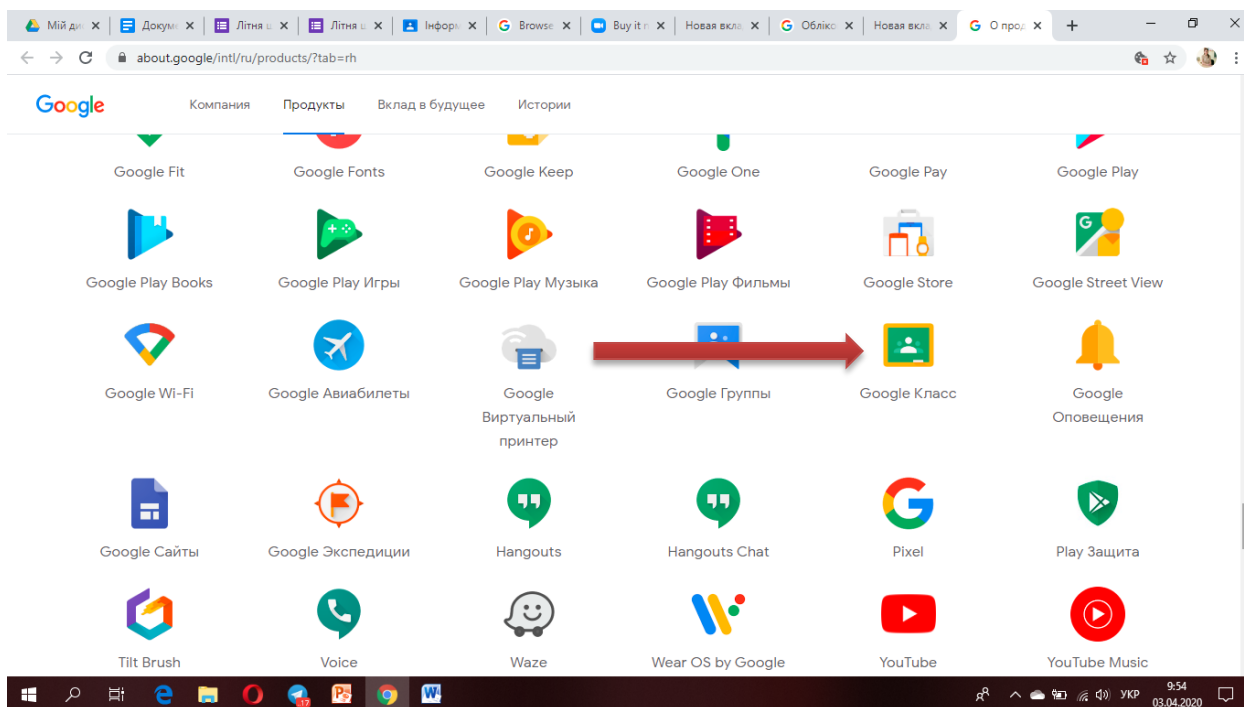 Мій ди
Докуме
Літня ш
Літня ш
Інформ
Browse
Buy it n
Новая вкла
Обліко
Новая вкла
О прод
about.google/intl/ru/products/?tab=rh
Google
Компания
Продукты
Вклад в будущее
Истории
Google Fit
Google Fonts
Google Keep
Google One
Google Pay
Google Play
Google Play Books
Google Play Игры
Google Play Музыка
Google Play Фильмы
Google Store
Google Street View
Google Wi-Fi
Google Авиабилеты
Google
Виртуальный
принтер
Google Группы
Google Класс
Google
Оповещения
Google Сайты
Google Экспедиции
Hangouts
Hangouts Chat
Pixel
Play Защита
Tilt Brush
Voice
Waze
Wear OS by Google
YouTube
YouTube Music
17
УКР
9:54
03.04.2020